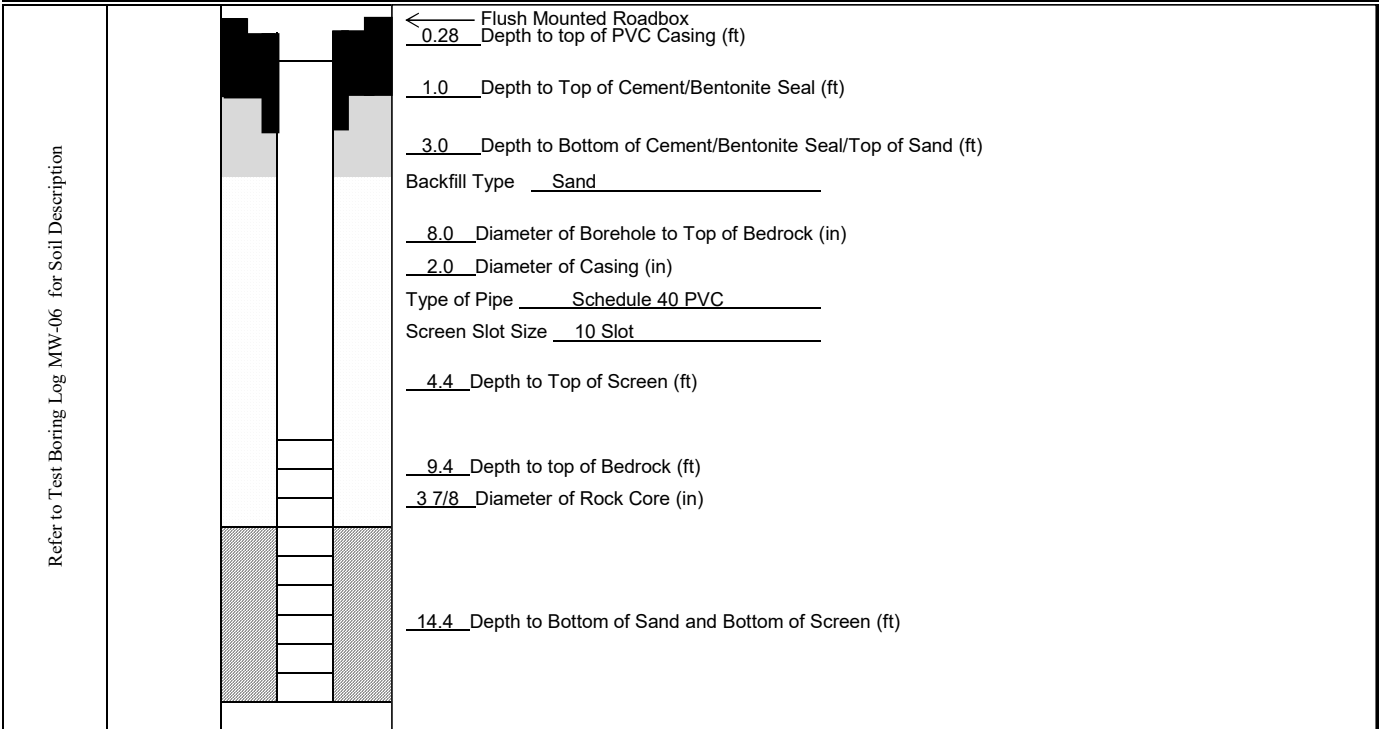 Refer to Test Boring Log MW-06 for Soil Description
Flush Mounted Roadbox
0.28 Depth to top of PVC Casing (ft)
1.0 Depth to Top of Cement/Bentonite Seal (ft)
3.0 Depth to Bottom of Cement/Bentonite Seal/Top of Sand (ft)
Backfill Type Sand
8.0 Diameter of Borehole to Top of Bedrock (in)
2.0 Diameter of Casing (in)
Type of Pipe Schedule 40 PVC
Screen Slot Size 10 Slot
4.4 Depth to Top of Screen (ft)
9.4 Depth to top of Bedrock (ft)
3 7/8 Diameter of Rock Core (in)
14.4 Depth to Bottom of Sand and Bottom of Screen (ft)